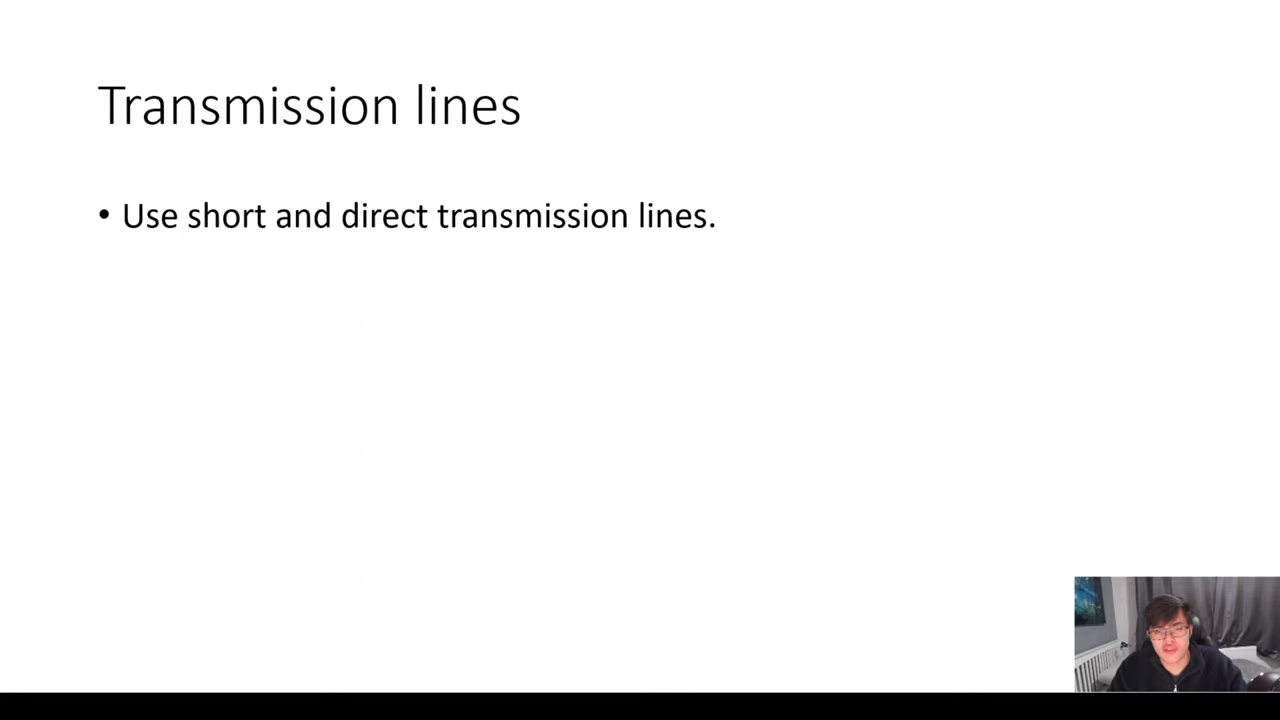 Transmission lines
• Use short and direct transmission lines.